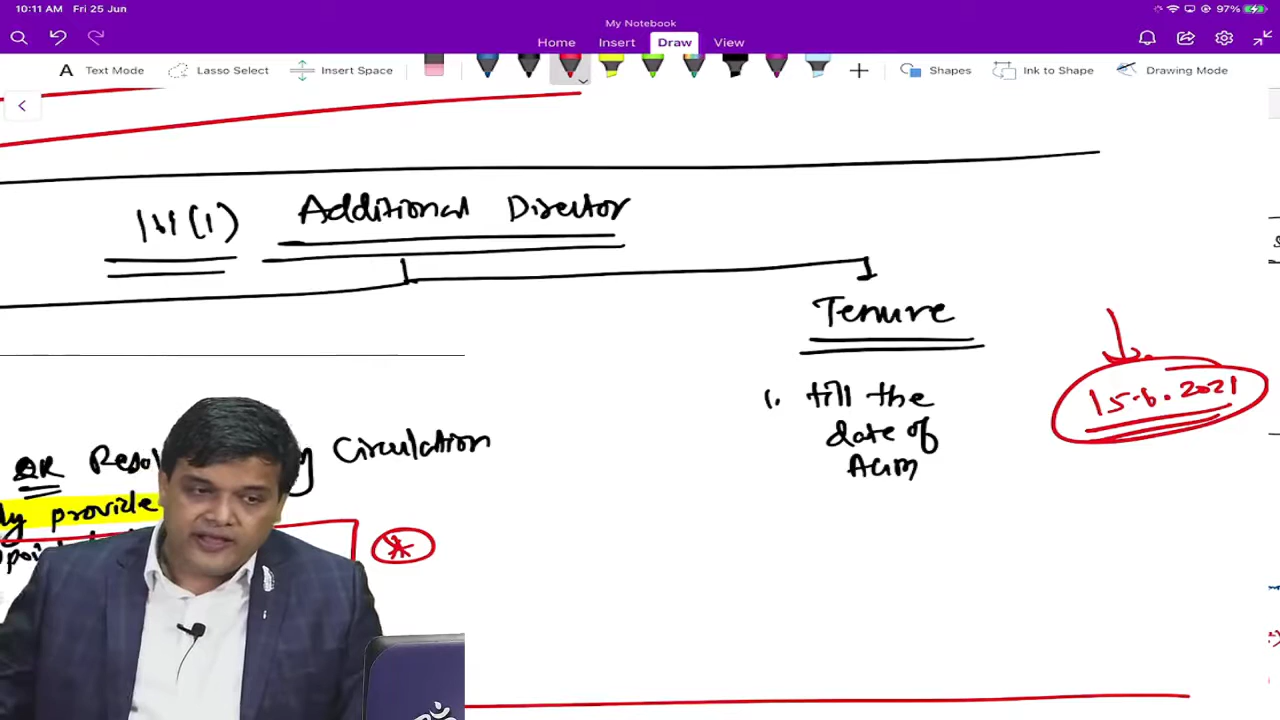 10:11 AM Fri 25 Jun
97%
My Notebook
Home Insert Draw View
A Text Mode Lasso Select Insert Space Shapes Ink to Shape Drawing Mode
161(1) Additional Director
Tenure
1. till the
date of
AGM
15.6.2021
OR Circulation
provide